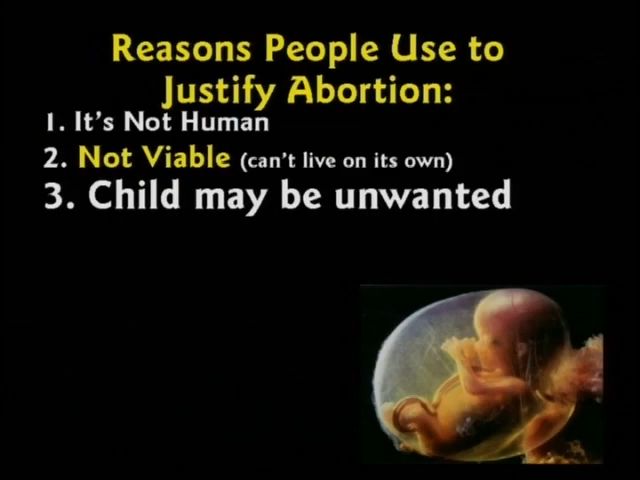 Reasons People Use to
Justify Abortion:
1. It's Not Human
2. Not Viable (can't live on its own)
3. Child may be unwanted